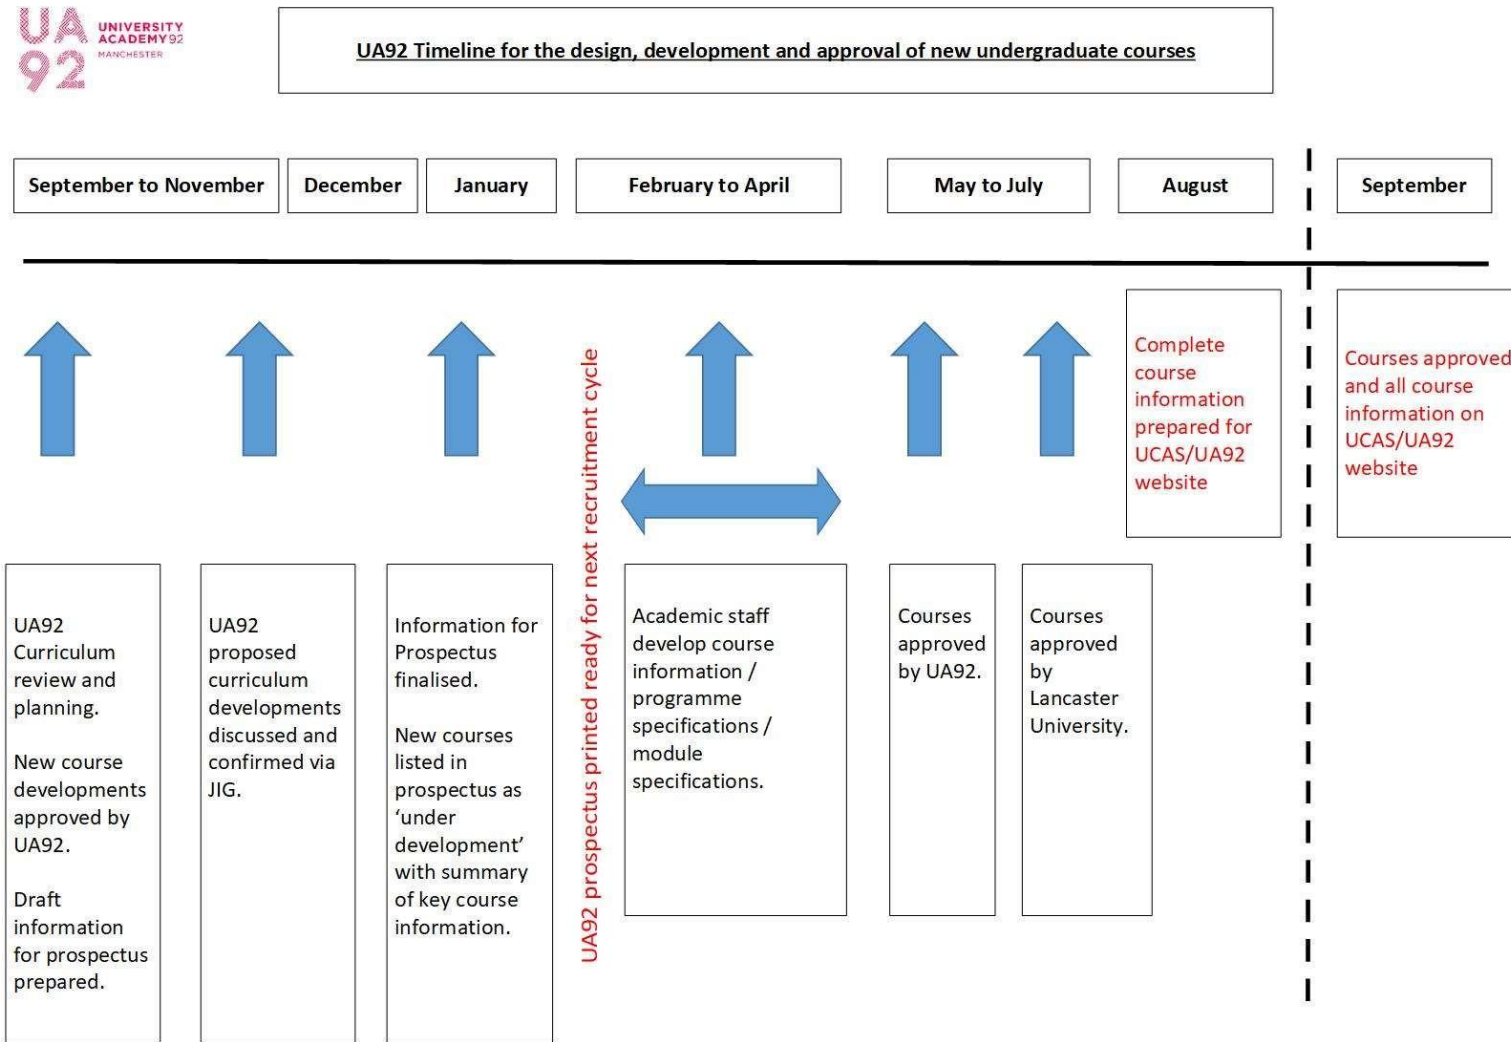 UA
92
UNIVERSITY
ACADEMY92
MANCHESTER
UA92 Timeline for the design, development and approval of new undergraduate courses
September to November
December
January
February to April
May to July
August
September
UA92
Curriculum
review and
planning.
New course
developments
approved by
UA92.
Draft
information
for prospectus
prepared.
UA92
proposed
curriculum
developments
discussed and
confirmed via
JIG.
Information for
Prospectus
finalised.
New courses
listed in
prospectus as
‘under
development’
with summary
of key course
information.
UA92 prospectus printed ready for next recruitment cycle
Academic staff
develop course
information /
programme
specifications /
module
specifications.
Courses
approved
by UA92.
Courses
approved
by
Lancaster
University.
Complete
course
information
prepared for
UCAS/UA92
website
Courses approved
and all course
information on
UCAS/UA92
website